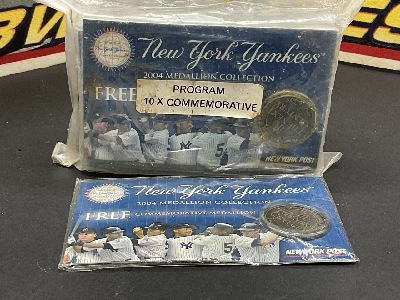 New York Yankees
2004 MEDALLION COLLECTION
FREE
PROGRAM
10 X COMMEMORATIVE
NEW YORK POST
New York Yankees
2004 MEDALLION COLLECTION
FREE COMMEMORATIVE MEDALLION
NEW YORK POST